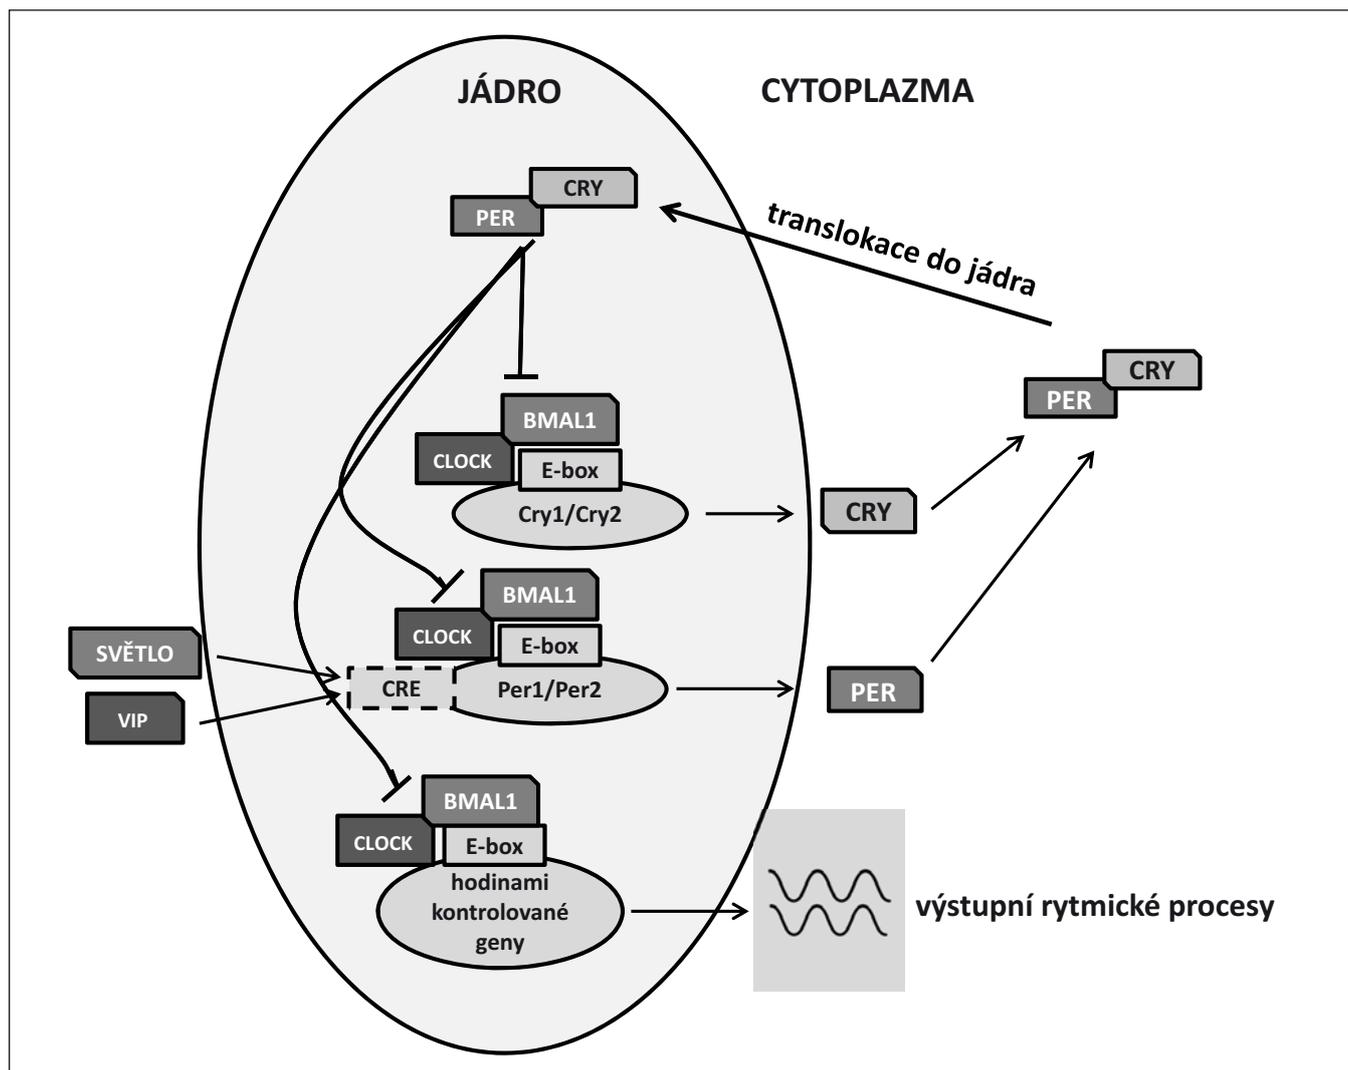 JÁDRO
CYTOPLAZMA
CRY
PER
translokace do jádra
CRY
PER
BMAL1
CLOCK
E-box
Cry1/Cry2
CRY
BMAL1
CLOCK
E-box
SVĚTLO
CRE
Per1/Per2
PER
VIP
BMAL1
CLOCK
E-box
hodinami
kontrolované
geny
výstupní rytmické procesy